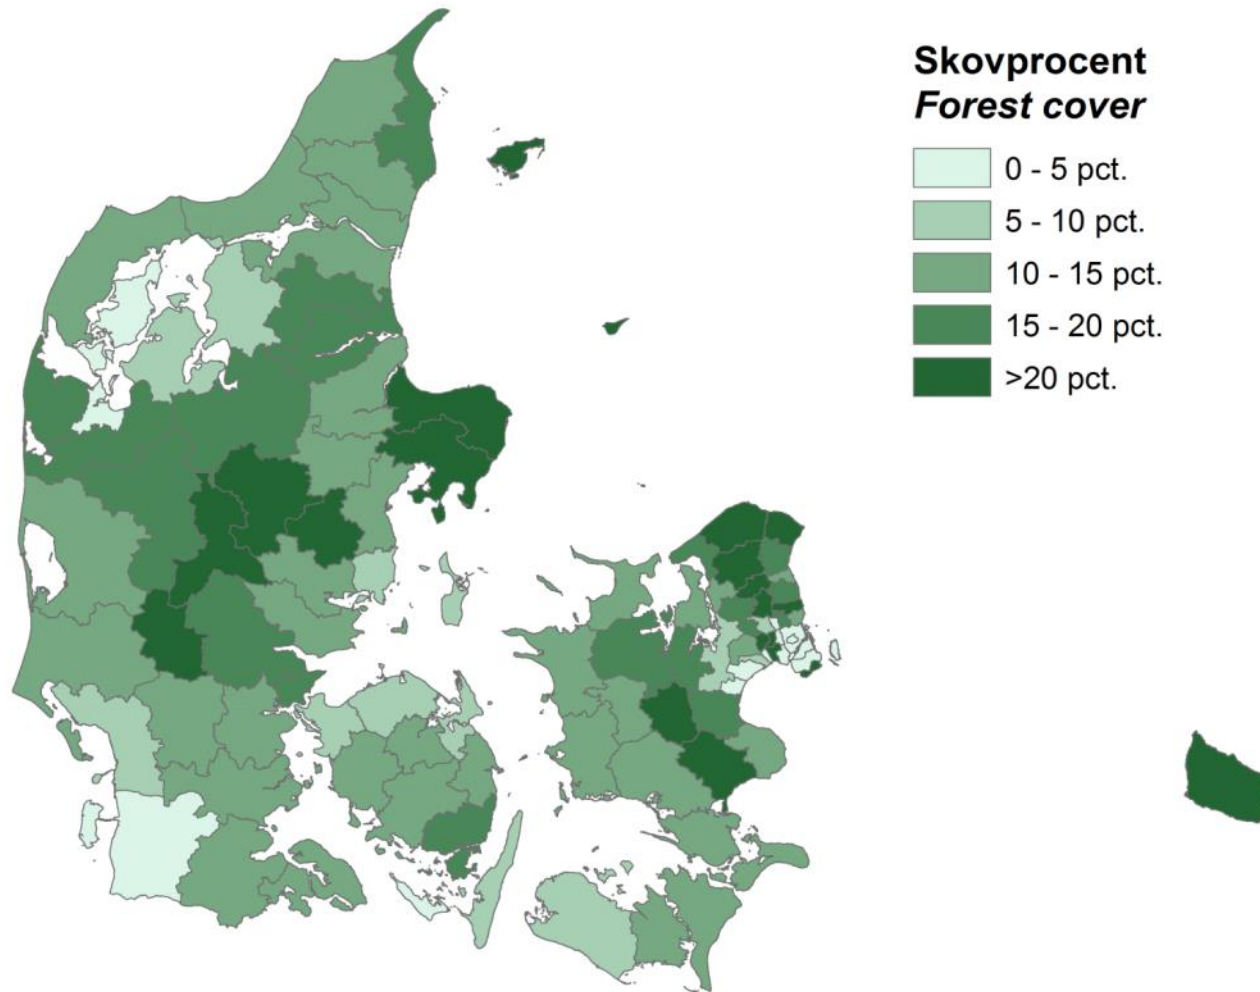 Skovprocent
Forest cover
0 - 5 pct.
5 - 10 pct.
10 - 15 pct.
15 - 20 pct.
>20 pct.